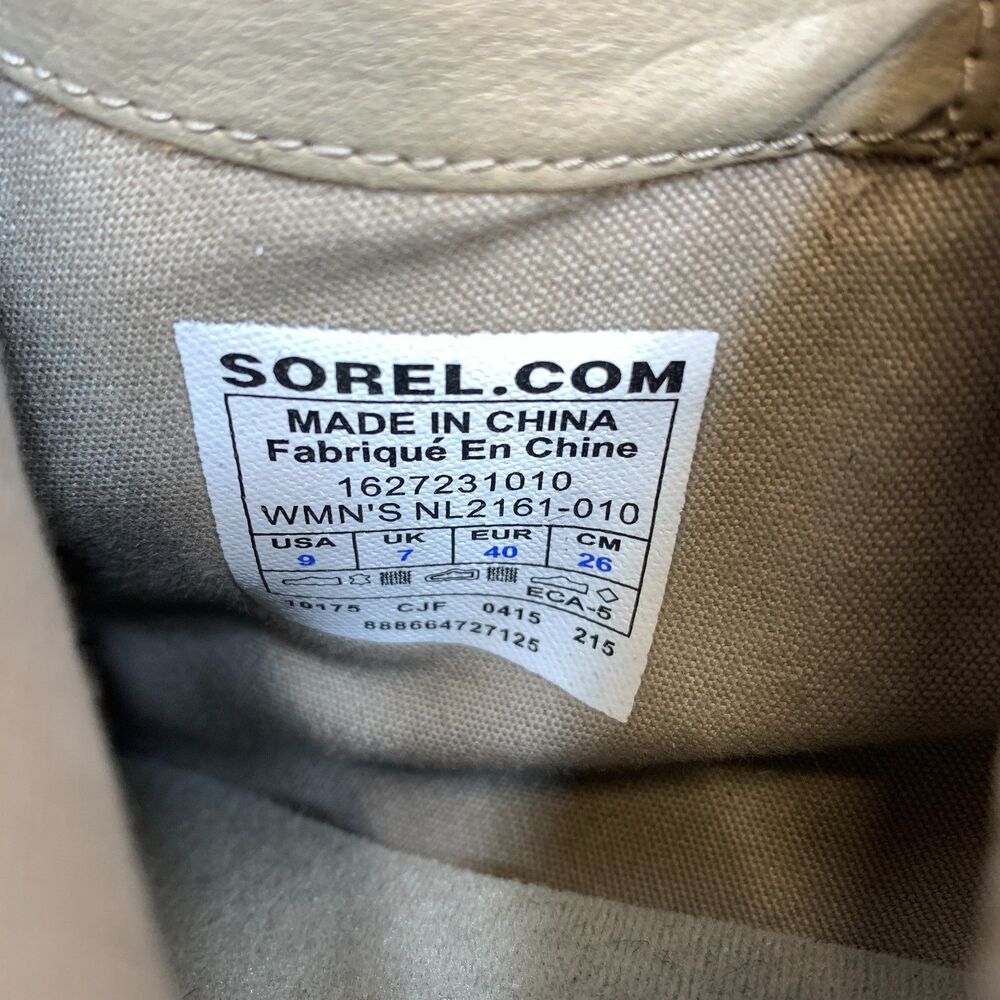 SOREL.COM
MADE IN CHINA
Fabriqué En Chine
1627231010
WMN'S NL2161-010
USA UK EUR CM
9 7 40 26
ECA-5
10175 CJF 0415 215
888664727125